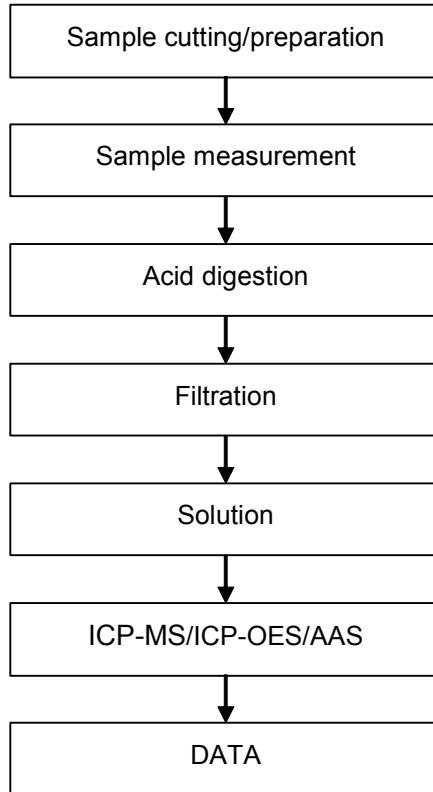 Sample cutting/preparation
Sample measurement
Acid digestion
Filtration
Solution
ICP-MS/ICP-OES/AAS
DATA